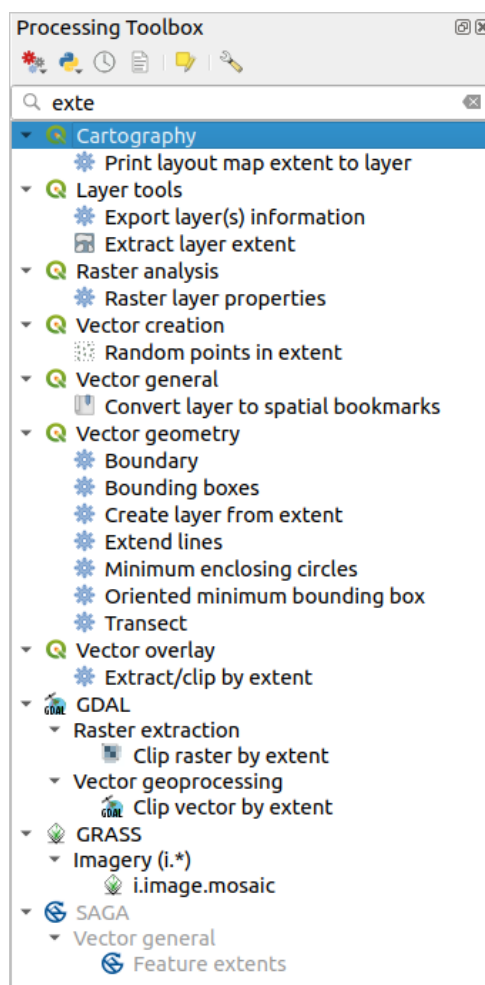 Processing Toolbox
exte
Cartography
Print layout map extent to layer
Layer tools
Export layer(s) information
Extract layer extent
Raster analysis
Raster layer properties
Vector creation
Random points in extent
Vector general
Convert layer to spatial bookmarks
Vector geometry
Boundary
Bounding boxes
Create layer from extent
Extend lines
Minimum enclosing circles
Oriented minimum bounding box
Transect
Vector overlay
Extract/clip by extent
GDAL GDAL
Raster extraction
Clip raster by extent
Vector geoprocessing
GDAL Clip vector by extent
GRASS
Imagery (i.*)
i.image.mosaic
SAGA
Vector general
Feature extents